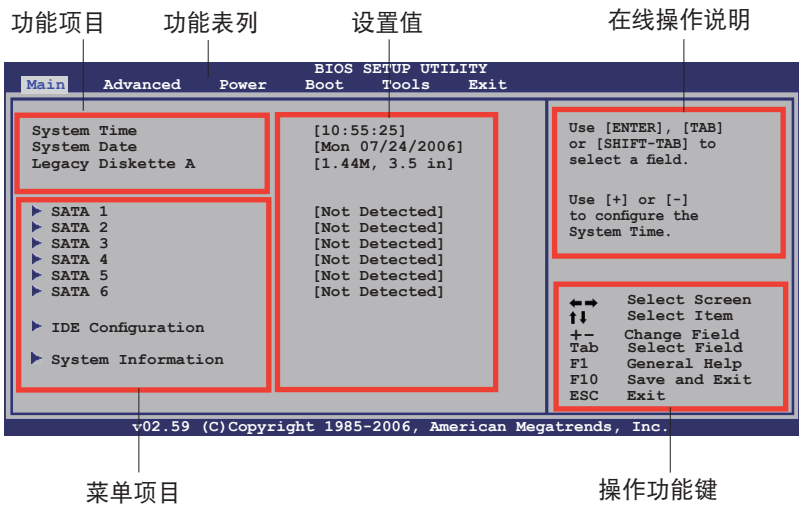 功能项目 功能表列 设置值 在线操作说明
BIOS SETUP UTILITY
Main Advanced Power Boot Tools Exit
System Time [10:55:25]
System Date [Mon 07/24/2006]
Legacy Diskette A [1.44M, 3.5 in]
SATA 1 [Not Detected]
SATA 2 [Not Detected]
SATA 3 [Not Detected]
SATA 4 [Not Detected]
SATA 5 [Not Detected]
SATA 6 [Not Detected]
IDE Configuration
System Information
Use [ENTER], [TAB]
or [SHIFT-TAB] to
select a field.
Use [+] or [-]
to configure the
System Time.
←→ Select Screen
↑↓ Select Item
+- Change Field
Tab Select Field
F1 General Help
F10 Save and Exit
ESC Exit
v02.59 (C)Copyright 1985-2006, American Megatrends, Inc.
菜单项目 操作功能键